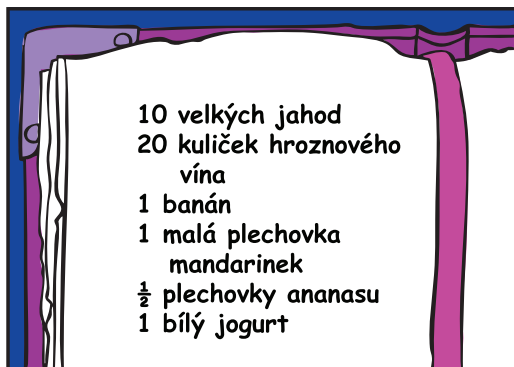 10 velkých jahod
20 kuliček hroznového
vína
1 banán
1 malá plechovka
mandarinek
½ plechovky ananasu
1 bílý jogurt